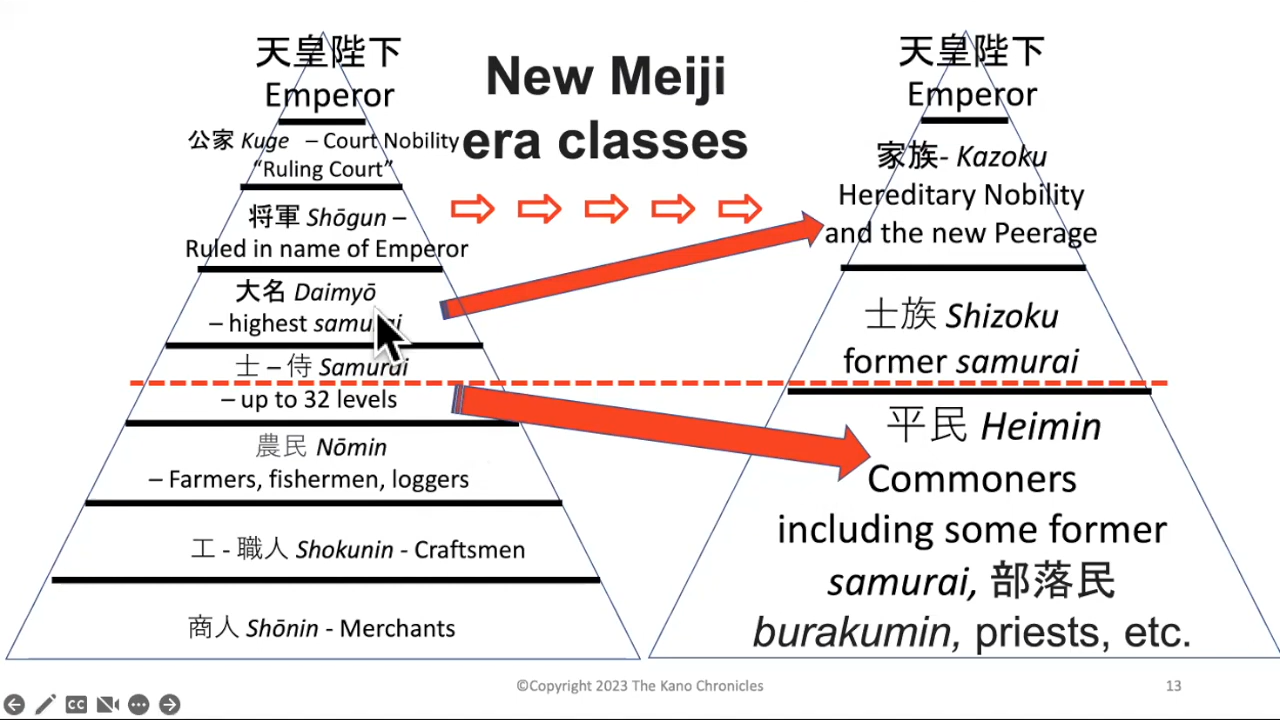 New Meiji
era classes
天皇陛下
Emperor
公家 Kuge – Court Nobility
“Ruling Court”
将軍 Shōgun –
Ruled in name of Emperor
大名 Daimyō
– highest samurai
士 – 侍 Samurai
– up to 32 levels
農民 Nōmin
– Farmers, fishermen, loggers
工 - 職人 Shokunin - Craftsmen
商人 Shōnin - Merchants
天皇陛下
Emperor
家族- Kazoku
Hereditary Nobility
and the new Peerage
士族 Shizoku
former samurai
平民 Heimin
Commoners
including some former
samurai, 部落民
burakumin, priests, etc.
©Copyright 2023 The Kano Chronicles
13
CC